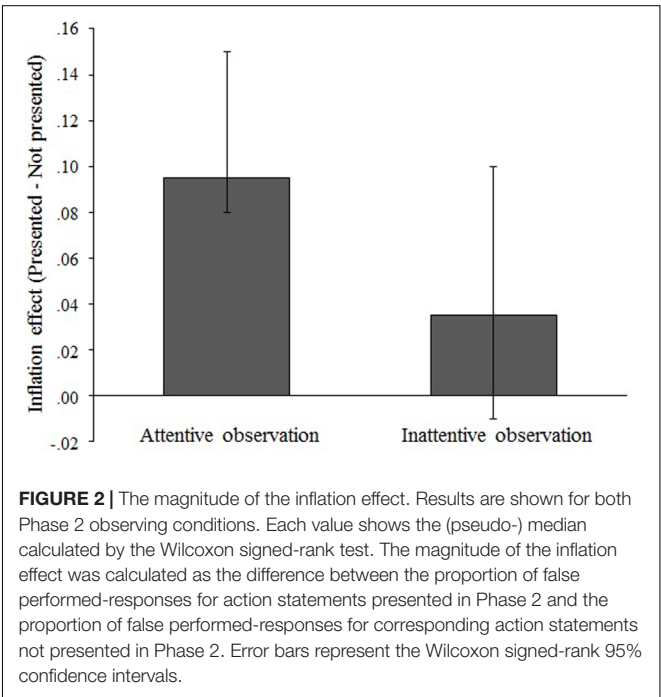 .16
.14
.12
.10
.08
.06
.04
.02
.00
-.02
Inflation effect (Presented - Not presented)
Attentive observation
Inattentive observation
FIGURE 2 | The magnitude of the inflation effect. Results are shown for both
Phase 2 observing conditions. Each value shows the (pseudo-) median
calculated by the Wilcoxon signed-rank test. The magnitude of the inflation
effect was calculated as the difference between the proportion of false
performed-responses for action statements presented in Phase 2 and the
proportion of false performed-responses for corresponding action statements
not presented in Phase 2. Error bars represent the Wilcoxon signed-rank 95%
confidence intervals.